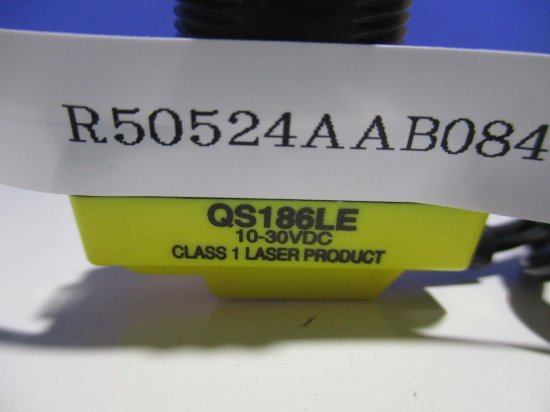 R50524AAB084
QS186LE
10-30VDC
CLASS 1 LASER PRODUCT